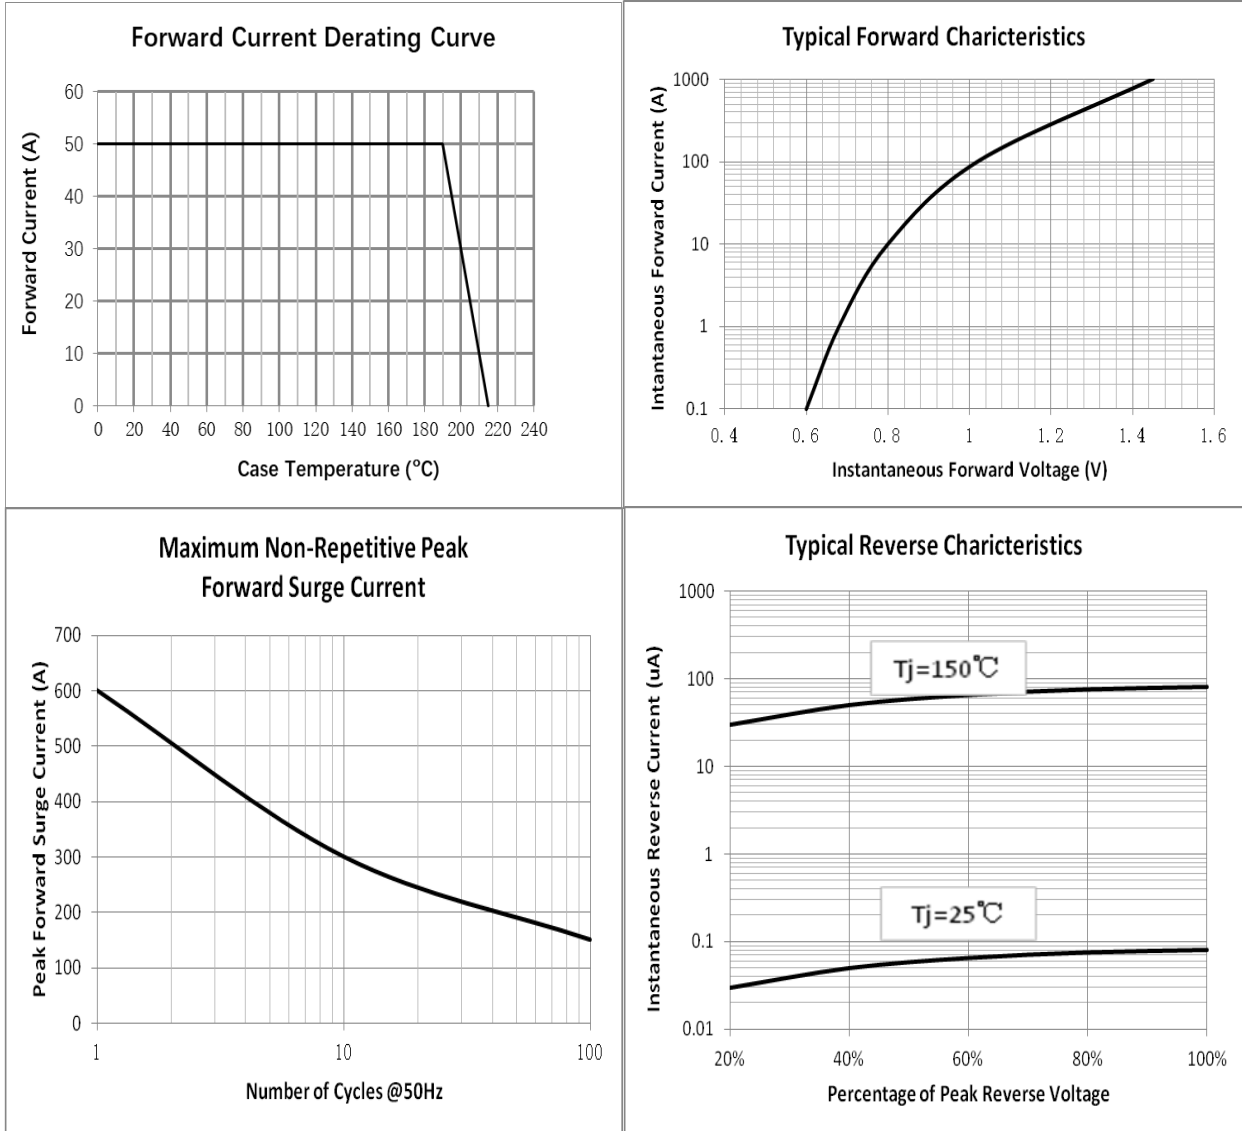 Forward Current Derating Curve
Forward Current (A)
60
50
40
30
20
10
0
0 20 40 60 80 100 120 140 160 180 200 220 240
Case Temperature (°C)
Typical Forward Charicteristics
Intantaneous Forward Current (A)
1000
100
10
1
0.1
0.4 0.6 0.8 1 1.2 1.4 1.6
Instantaneous Forward Voltage (V)
Maximum Non-Repetitive Peak
Forward Surge Current
Peak Forward Surge Current (A)
700
600
500
400
300
200
100
0
1 10 100
Number of Cycles @50Hz
Typical Reverse Charicteristics
Instantaneous Reverse Current (uA)
1000
100
10
1
0.1
0.01
Tj=150℃
Tj=25℃
20% 40% 60% 80% 100%
Percentage of Peak Reverse Voltage